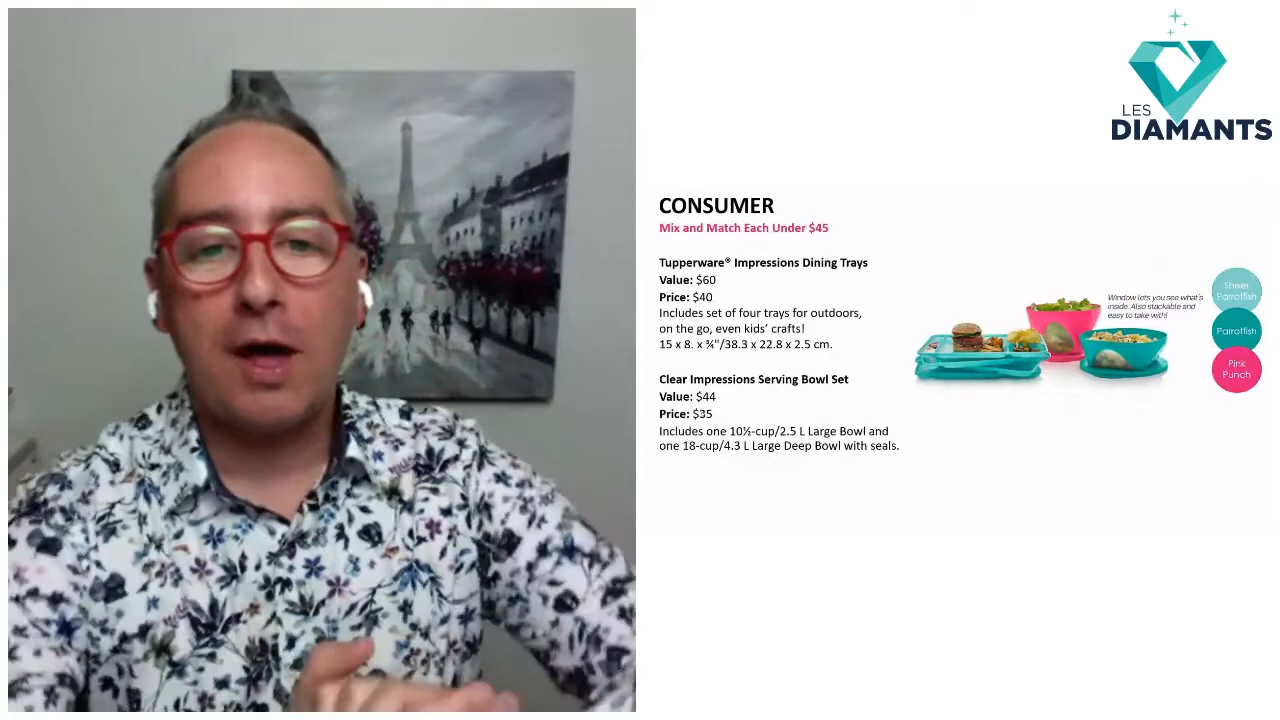 LES
DIAMANTS
CONSUMER
Mix and Match Each Under $45
Tupperware® Impressions Dining Trays
Value: $60
Price: $40
Includes set of four trays for outdoors,
on the go, even kids’ crafts!
15 x 8. x ¾"/38.3 x 22.8 x 2.5 cm.
Clear Impressions Serving Bowl Set
Value: $44
Price: $35
Includes one 10½-cup/2.5 L Large Bowl and
one 18-cup/4.3 L Large Deep Bowl with seals.
Window lets you see what's
inside. Also stackable and
easy to take with!
Sheer
Parrotfish
Parrotfish
Pink
Punch